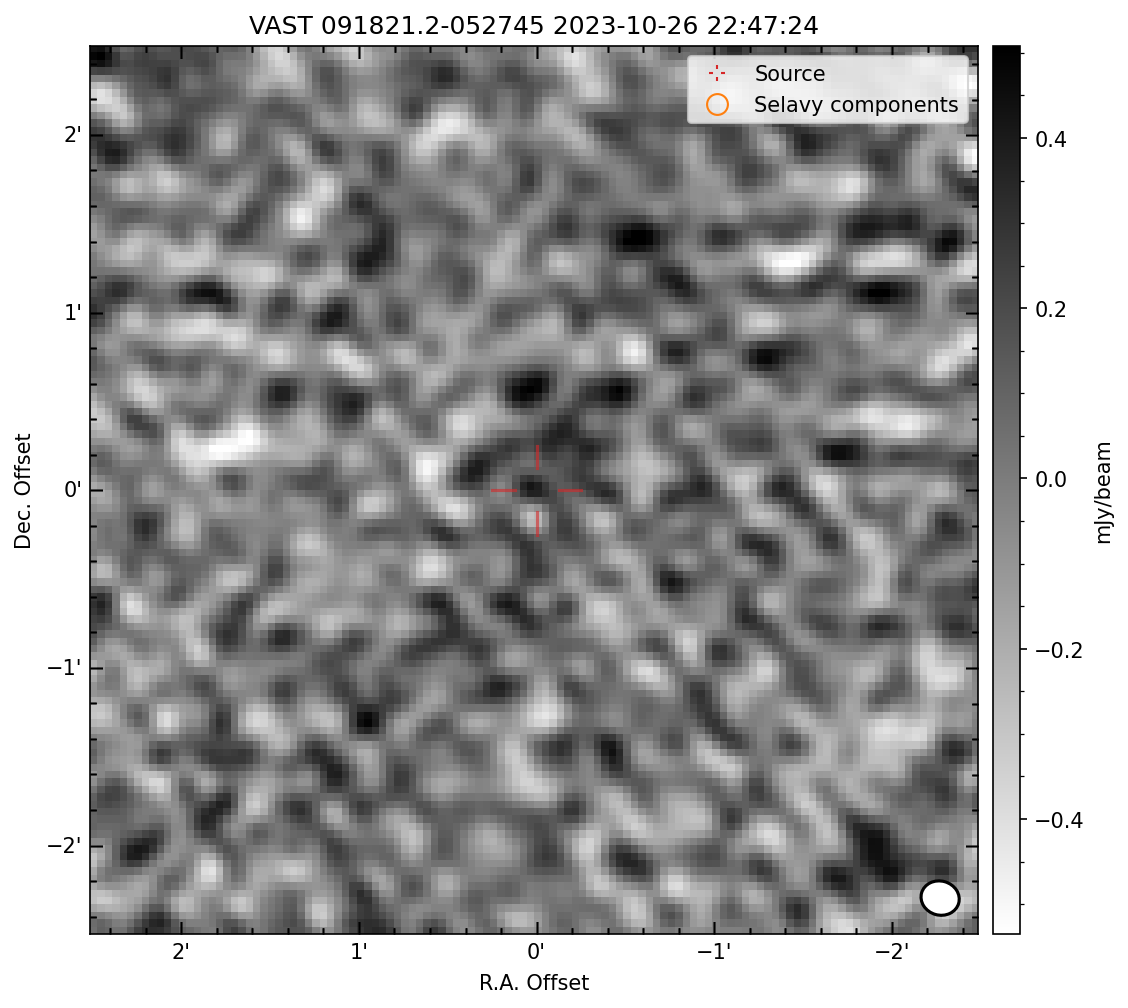 VAST 091821.2-052745 2023-10-26 22:47:24
Source
Selavy components
2'
1'
0'
−1'
−2'
Dec. Offset
2'
1'
0'
−1'
−2'
R.A. Offset
0.4
0.2
0.0
−0.2
−0.4
mJy/beam